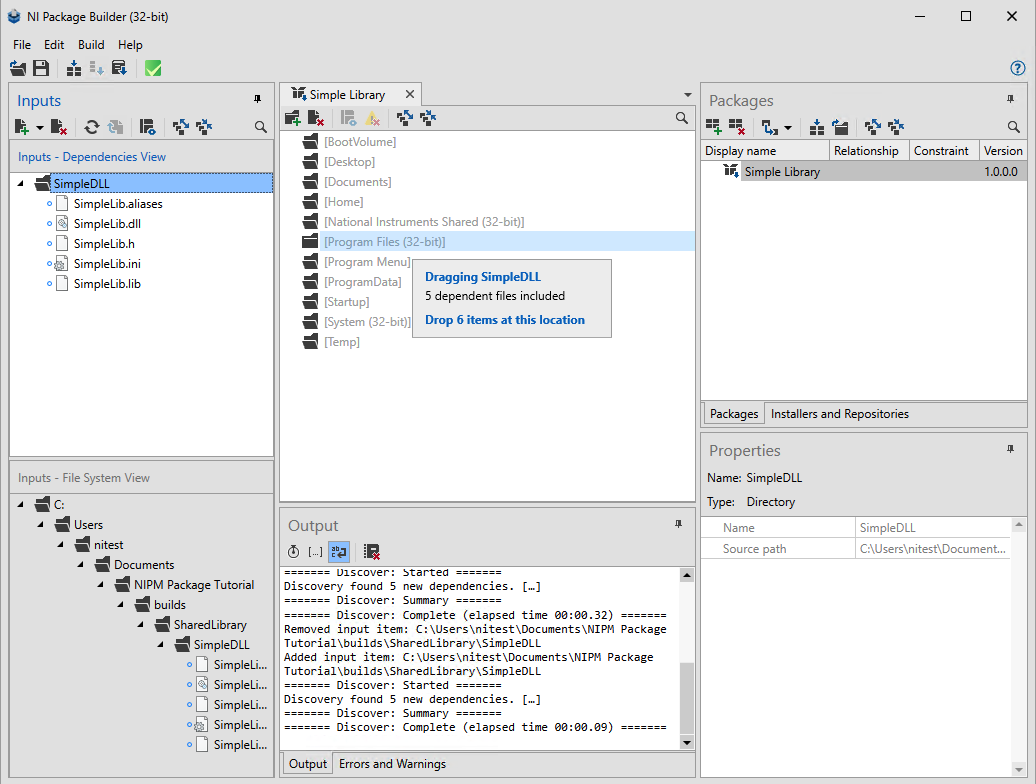 NI Package Builder (32-bit)
File Edit Build Help
Inputs
Inputs - Dependencies View
SimpleDLL
SimpleLib.aliases
SimpleLib.dll
SimpleLib.h
SimpleLib.ini
SimpleLib.lib
Inputs - File System View
C:
Users
nitest
Documents
NIPM Package Tutorial
builds
SharedLibrary
SimpleDLL
SimpleLi...
SimpleLi...
SimpleLi...
SimpleLi...
SimpleLi...
Simple Library
[BootVolume]
[Desktop]
[Documents]
[Home]
[National Instruments Shared (32-bit)]
[Program Files (32-bit)]
[Program Menu]
[ProgramData]
[Startup]
[System (32-bit)]
[Temp]
Dragging SimpleDLL
5 dependent files included
Drop 6 items at this location
Output
[...]
======= Discover: Started =======
Discovery found 5 new dependencies. […]
======= Discover: Summary =======
======= Discover: Complete (elapsed time 00:00.32) =======
Removed input item: C:\Users\nitest\Documents\NIPM Package
Tutorial\builds\SharedLibrary\SimpleDLL
Added input item: C:\Users\nitest\Documents\NIPM Package
Tutorial\builds\SharedLibrary\SimpleDLL
======= Discover: Started =======
Discovery found 5 new dependencies. […]
======= Discover: Summary =======
======= Discover: Complete (elapsed time 00:00.09) =======
Output Errors and Warnings
Packages
Display name Relationship Constraint Version
Simple Library 1.0.0.0
Packages Installers and Repositories
Properties
Name: SimpleDLL
Type: Directory
Name SimpleDLL
Source path C:\Users\nitest\Document...